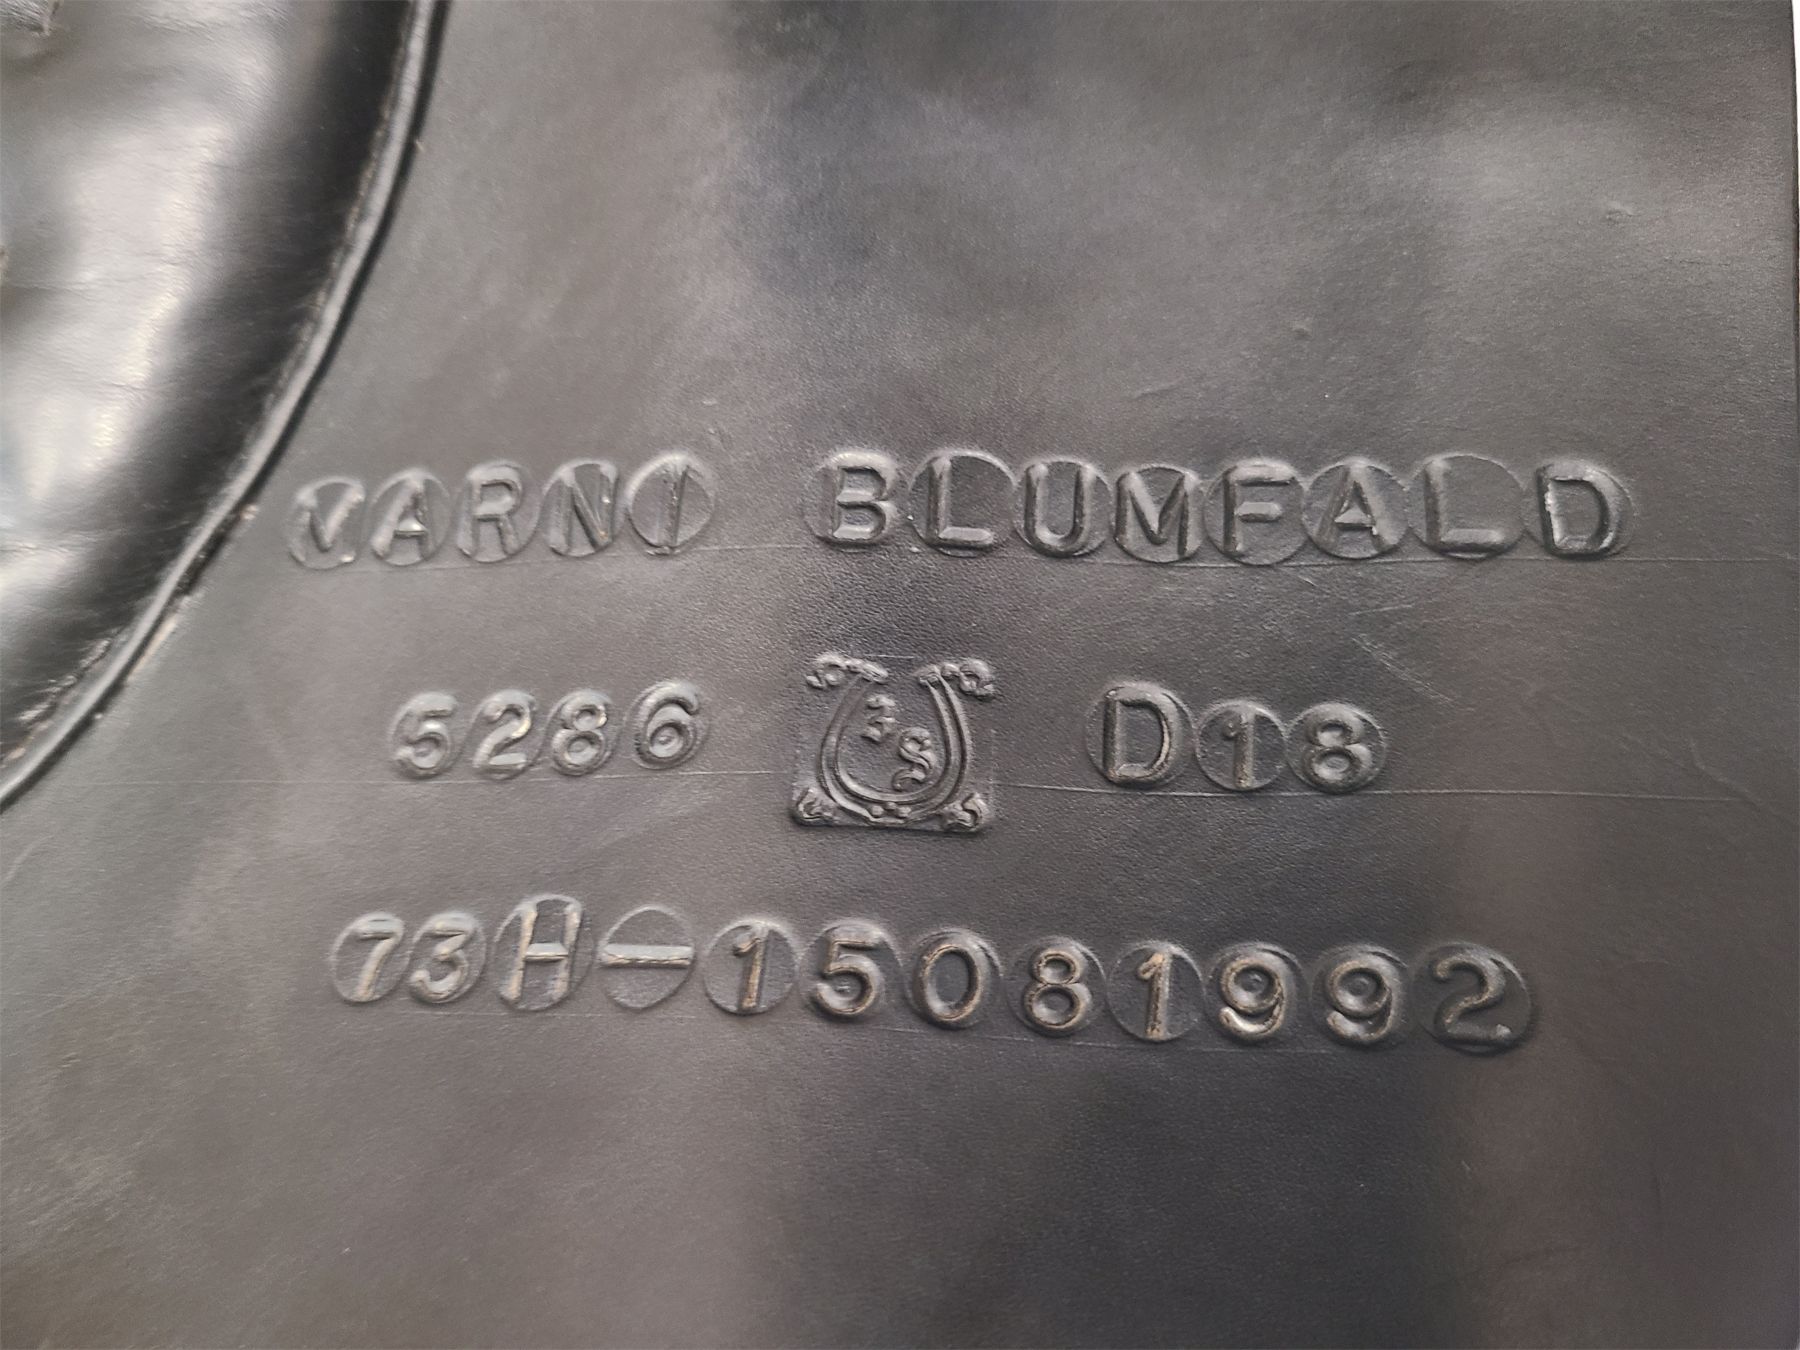 VARNI BLUMFALD
5286 D18
73H-15081992